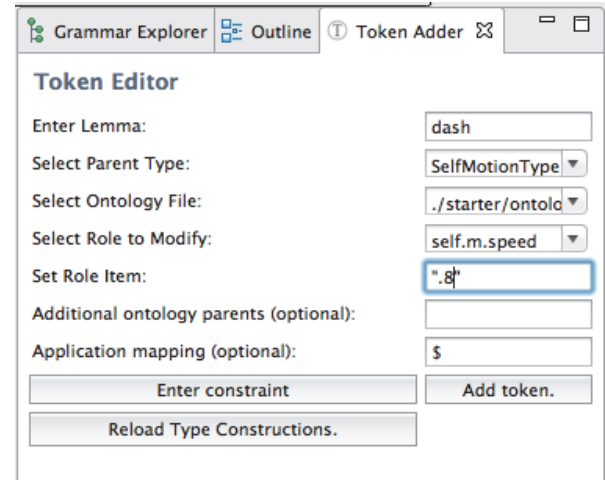 Grammar Explorer Outline Token Adder
Token Editor
Enter Lemma: dash
Select Parent Type: SelfMotionType
Select Ontology File: ./starter/ontolo
Select Role to Modify: self.m.speed
Set Role Item: ".8"
Additional ontology parents (optional):
Application mapping (optional): $
Enter constraint Add token.
Reload Type Constructions.